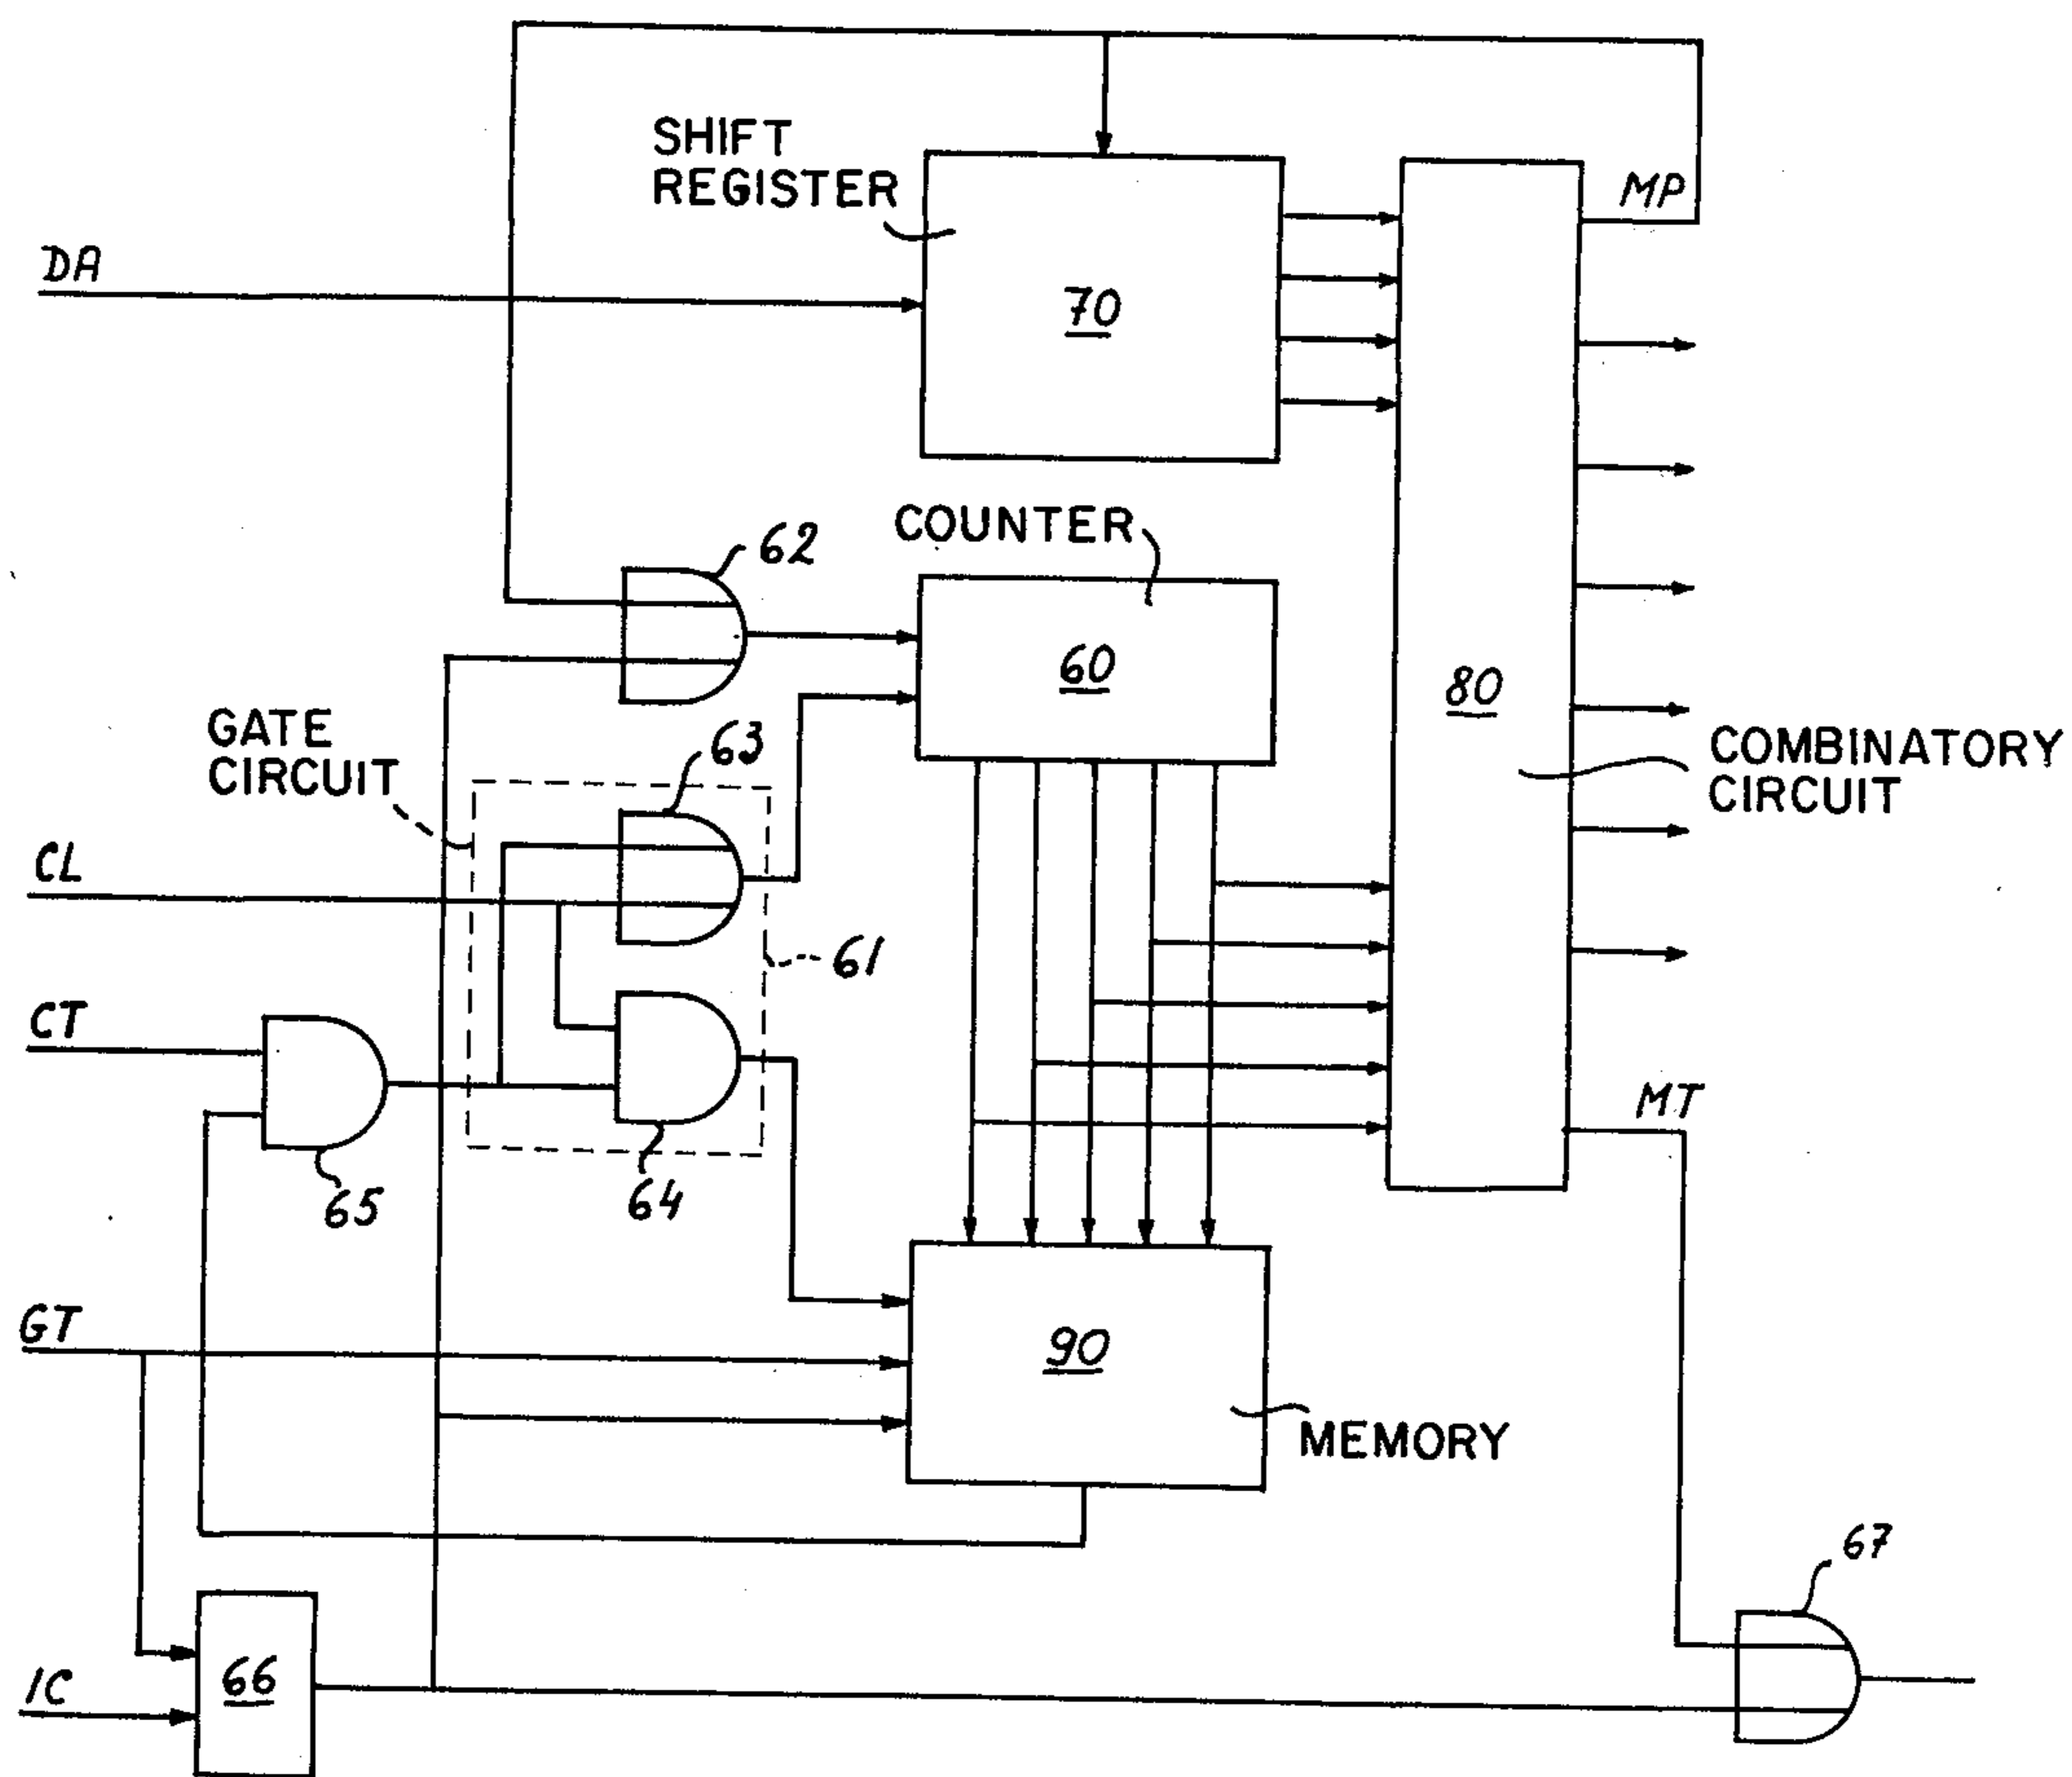 MP
SHIFT
REGISTER
DA
70
COUNTER
62
60
80
GATE
CIRCUIT
63
COMBINATORY
CIRCUIT
CL
61
CT
MT
65
64
GT
90
MEMORY
67
66
IC